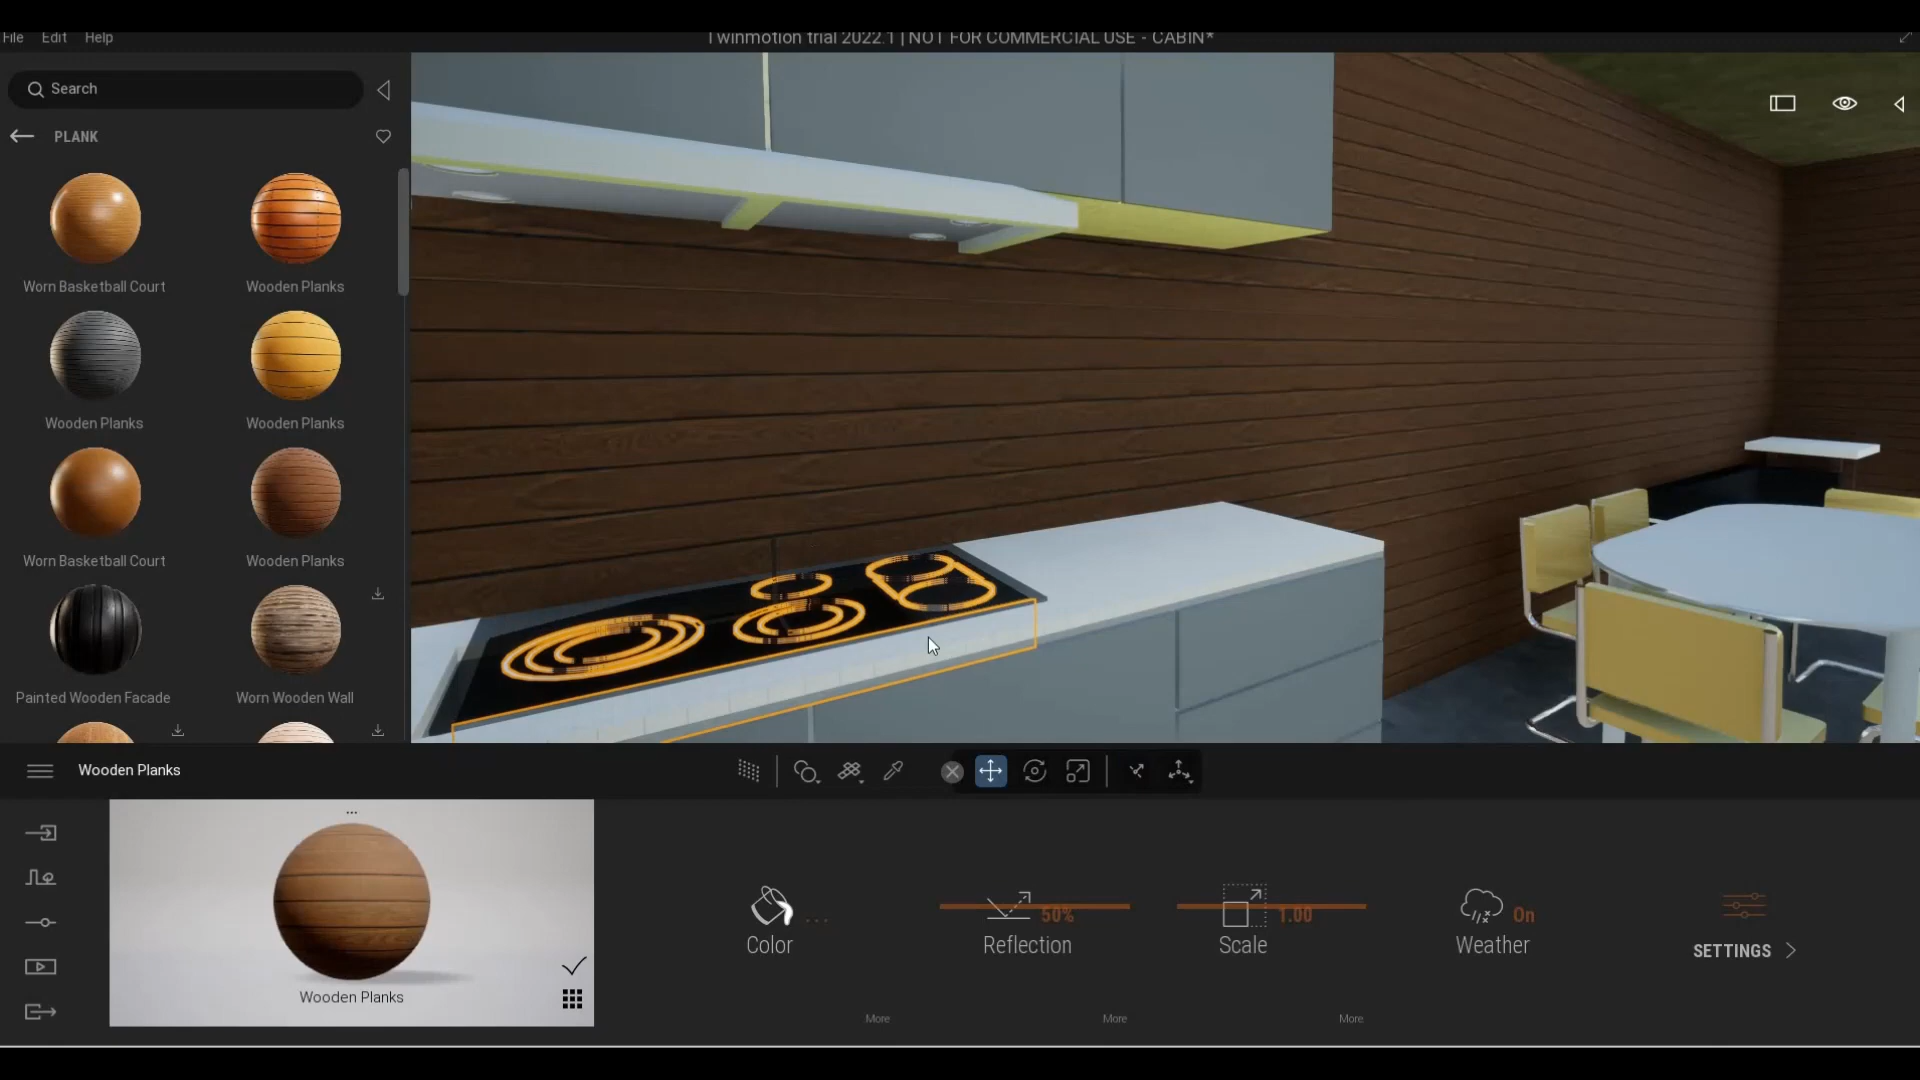 File Edit Help
Twinmotion trial 2022.1 | NOT FOR COMMERCIAL USE - CABIN*
Search
PLANK
Worn Basketball Court
Wooden Planks
Wooden Planks
Wooden Planks
Worn Basketball Court
Wooden Planks
Painted Wooden Facade
Worn Wooden Wall
Wooden Planks
...
Wooden Planks
...
Color
50%
Reflection
1.00
Scale
On
Weather
SETTINGS
More
More
More